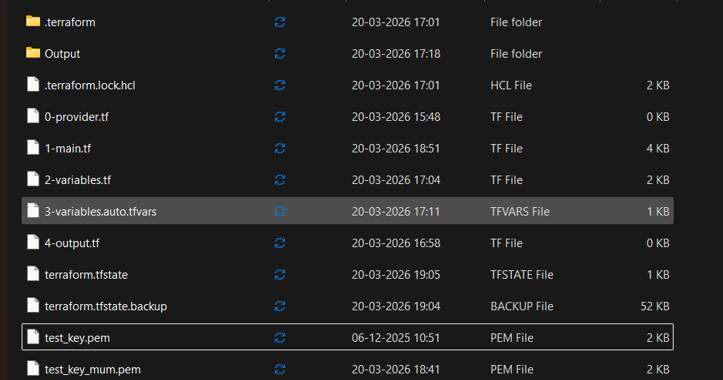 .terraform 20-03-2026 17:01 File folder
Output 20-03-2026 17:18 File folder
.terraform.lock.hcl 20-03-2026 17:01 HCL File 2 KB
0-provider.tf 20-03-2026 15:48 TF File 0 KB
1-main.tf 20-03-2026 18:51 TF File 4 KB
2-variables.tf 20-03-2026 17:04 TF File 2 KB
3-variables.auto.tfvars 20-03-2026 17:11 TFVARS File 1 KB
4-output.tf 20-03-2026 16:58 TF File 0 KB
terraform.tfstate 20-03-2026 19:05 TFSTATE File 1 KB
terraform.tfstate.backup 20-03-2026 19:04 BACKUP File 52 KB
test_key.pem 06-12-2025 10:51 PEM File 2 KB
test_key_mum.pem 20-03-2026 18:41 PEM File 2 KB